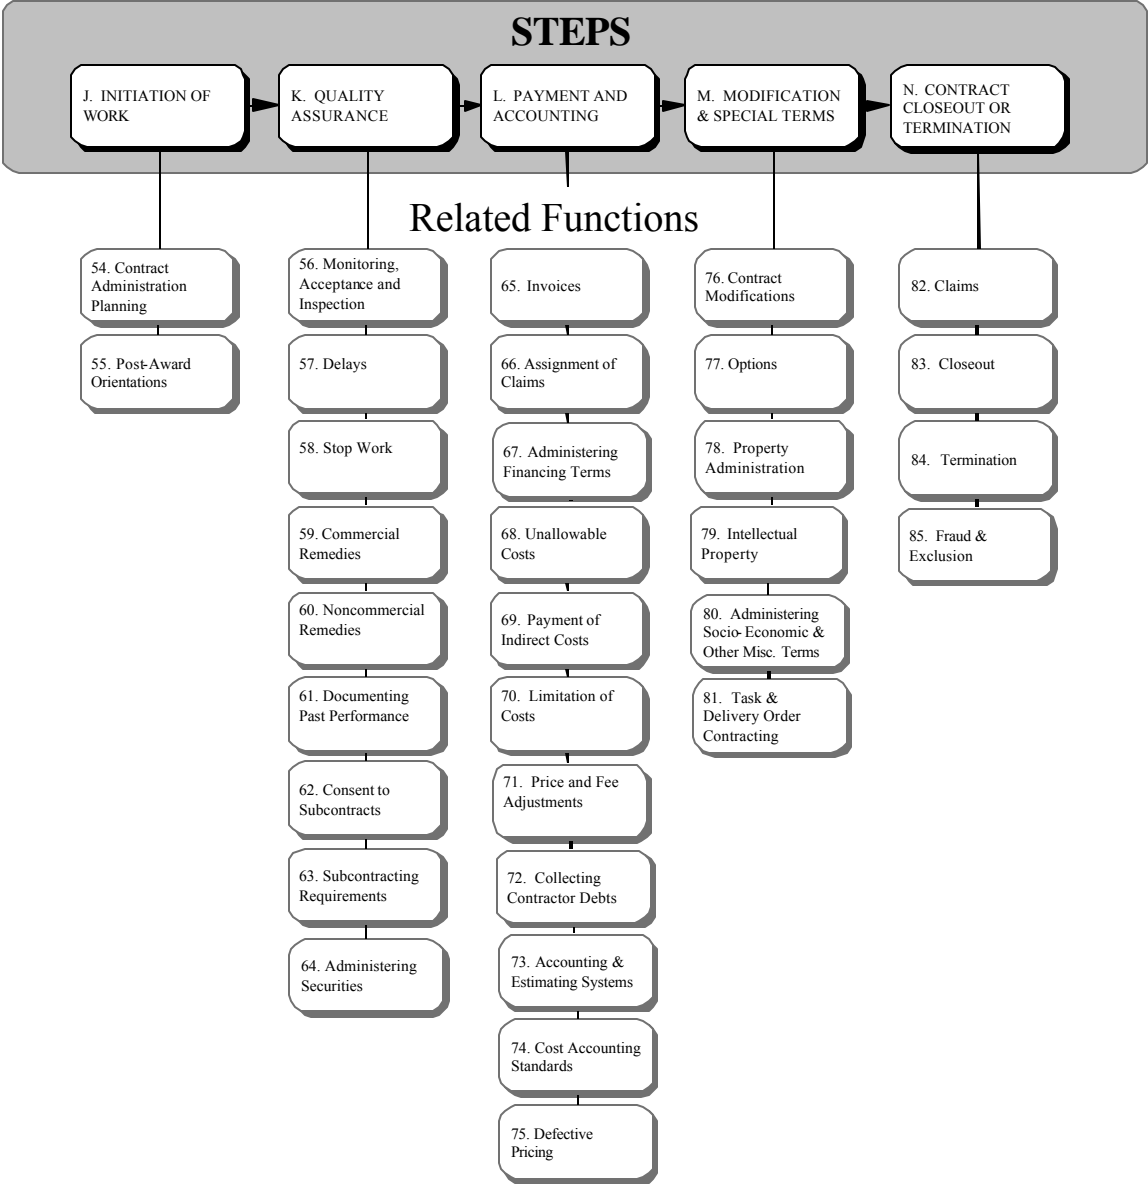 STEPS
J. INITIATION OF
WORK
K. QUALITY
ASSURANCE
L. PAYMENT AND
ACCOUNTING
M. MODIFICATION
& SPECIAL TERMS
N. CONTRACT
CLOSEOUT OR
TERMINATION
Related Functions
54. Contract
Administration
Planning
55. Post-Award
Orientations
56. Monitoring,
Acceptance and
Inspection
57. Delays
58. Stop Work
59. Commercial
Remedies
60. Noncommercial
Remedies
61. Documenting
Past Performance
62. Consent to
Subcontracts
63. Subcontracting
Requirements
64. Administering
Securities
65. Invoices
66. Assignment of
Claims
67. Administering
Financing Terms
68. Unallowable
Costs
69. Payment of
Indirect Costs
70. Limitation of
Costs
71. Price and Fee
Adjustments
72. Collecting
Contractor Debts
73. Accounting &
Estimating Systems
74. Cost Accounting
Standards
75. Defective
Pricing
76. Contract
Modifications
77. Options
78. Property
Administration
79. Intellectual
Property
80. Administering
Socio-Economic &
Other Misc. Terms
81. Task &
Delivery Order
Contracting
82. Claims
83. Closeout
84. Termination
85. Fraud &
Exclusion